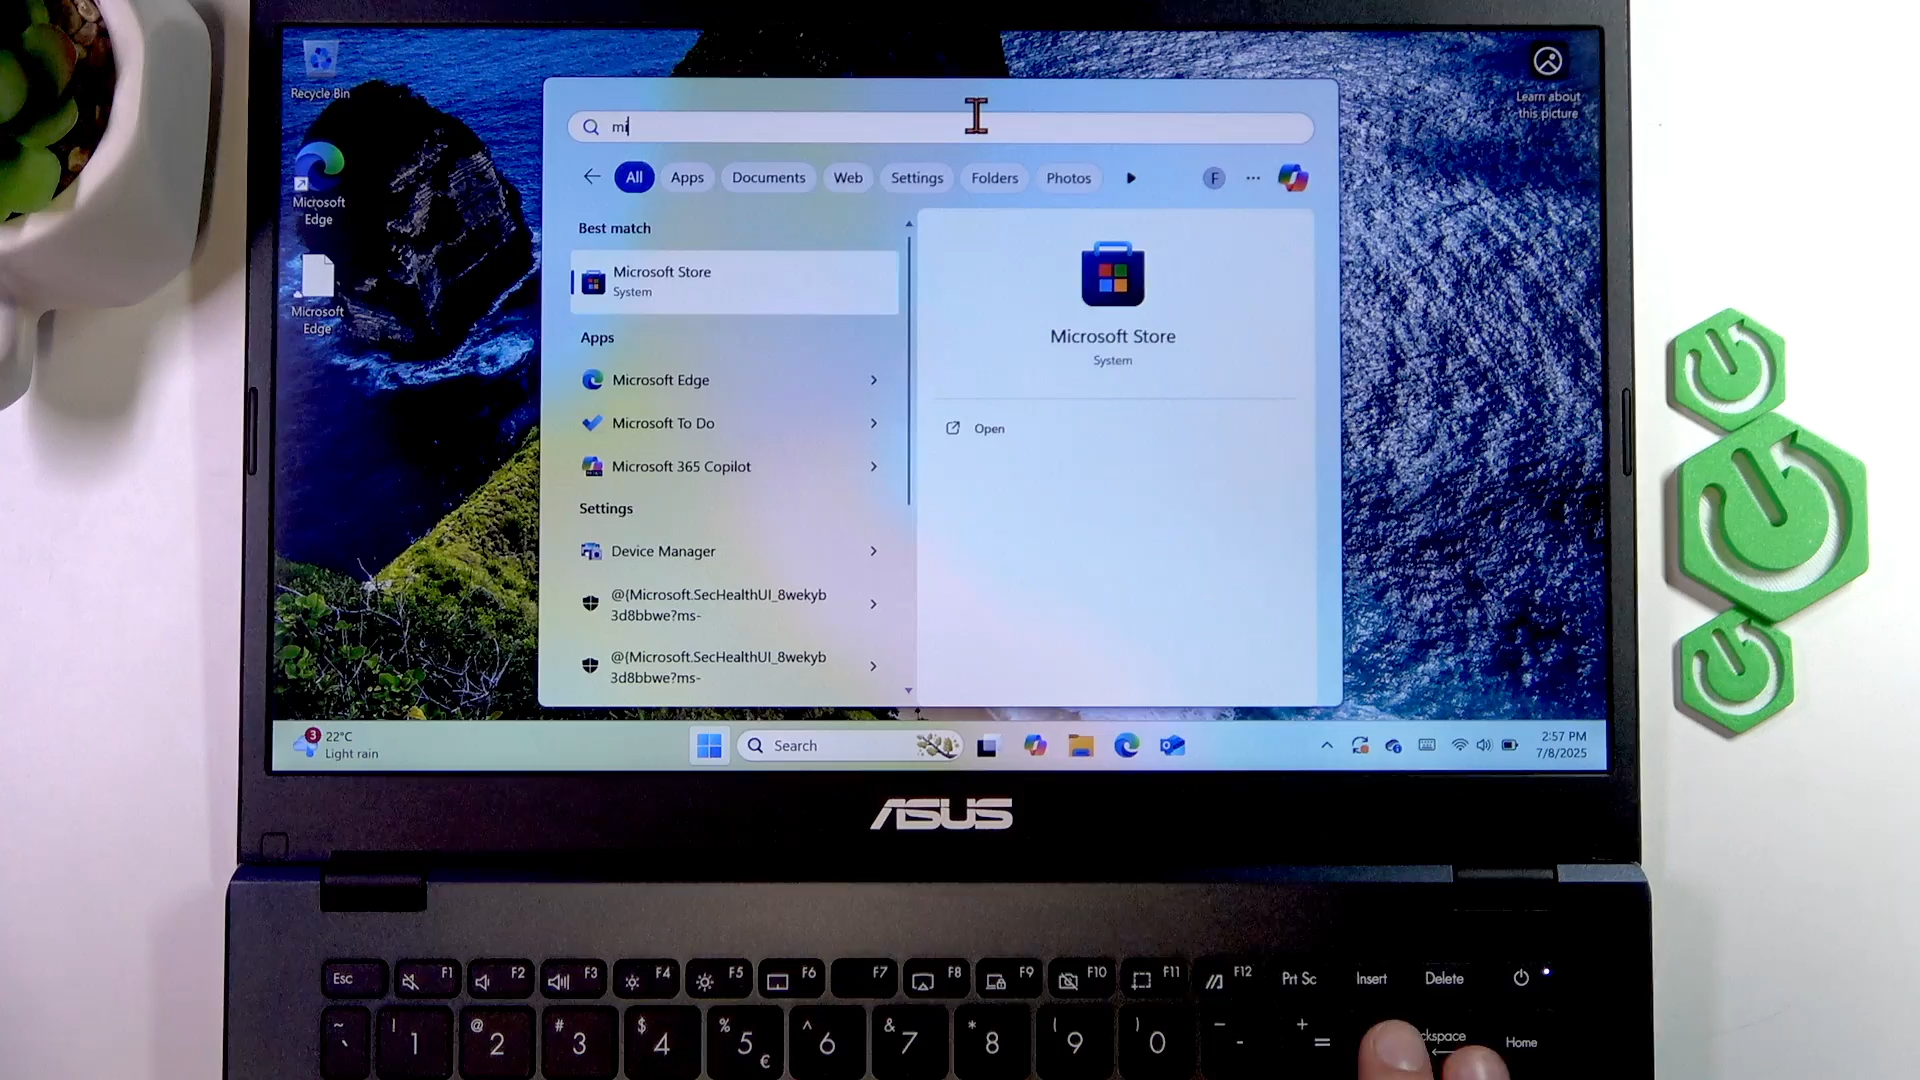 Recycle Bin
Microsoft
Edge
Microsoft
Edge
Learn about
this picture
mi
All
Apps
Documents
Web
Settings
Folders
Photos
F
...
Best match
Microsoft Store
System
Apps
Microsoft Edge
Microsoft To Do
Microsoft 365 Copilot
Settings
Device Manager
@{Microsoft.SecHealthUI_8wekyb
3d8bbwe?ms-
@{Microsoft.SecHealthUI_8wekyb
3d8bbwe?ms-
Microsoft Store
System
Open
3
22°C
Light rain
Search
2:57 PM
7/8/2025
ASUS
Esc
F1
F2
F3
F4
F5
F6
F7
F8
F9
F10
F11
F12
Prt Sc
Insert
Delete
~ `
! 1
@ 2
# 3
$ 4
% 5 €
^ 6
& 7
* 8
( 9
) 0
_ -
+ =
ckspace
Home